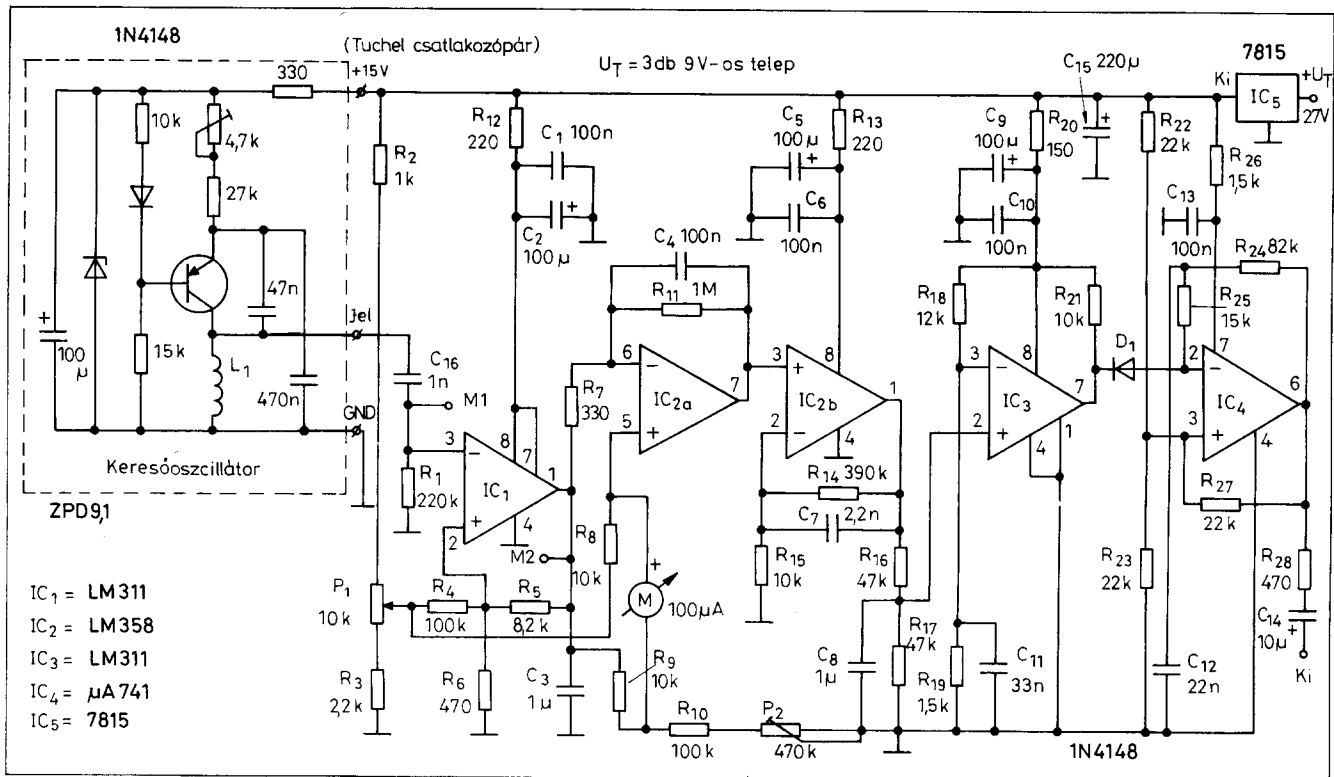 1N4148
(Tuchel csatlakozópár)
330
+15V
U_T = 3db 9V-os telep
C15 220µ
7815
Ki
IC5
+U_T
27V
10k
4,7k
27k
47n
15k
L1
470n
100
µ
+
Jel
GND
Keresőoszcillátor
ZPD9,1
R2
1k
R12
220
C1 100n
C2
100µ
+
C5
100µ
+
C6
100n
R13
220
C9
100µ
+
C10
100n
R20
150
+
R22
22k
R26
1,5k
C13
100n
R24 82k
R25
15k
C4 100n
R11 1M
C16
1n
M1
R1
220k
3
−
8
7
1
IC1
+
2
4
M2
R7
330
6
−
IC2a
7
5
+
3
+
8
IC2b
1
−
2
4
R14 390k
C7 2,2n
R15
10k
R16
47k
R17
47k
C8
1µ
R18
12k
R21
10k
3
−
8
IC3
7
2
+
4
1
D1
7
2
−
IC4
6
3
+
4
R27
22k
R23
22k
R28
470
C14
10µ
+
Ki
C12
22n
R19
1,5k
C11
33n
R8
10k
+
M
100µA
P1
10k
R4
100k
R5
8,2k
R3
2,2k
R6
470
C3
1µ
R9
10k
R10
100k
P2
470k
1N4148
IC1 = LM311
IC2 = LM358
IC3 = LM311
IC4 = µA741
IC5 = 7815